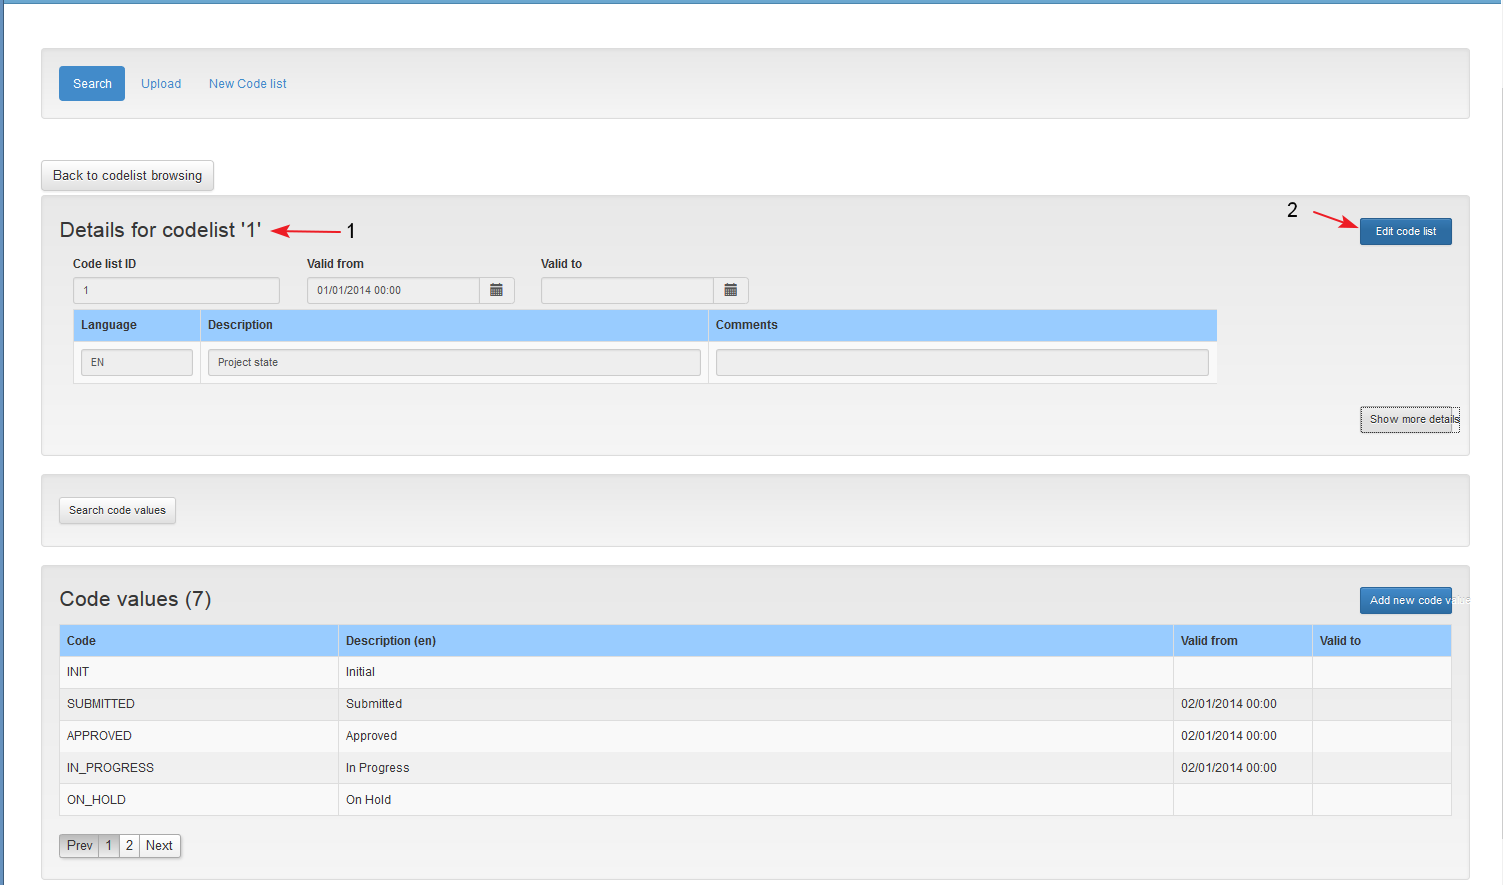 Search Upload New Code list
Back to codelist browsing
Details for codelist '1' 1 2 Edit code list
Code list ID Valid from Valid to
1 01/01/2014 00:00
Language Description Comments
EN Project state
Show more details
Search code values
Code values (7) Add new code value
Code Description (en) Valid from Valid to
INIT Initial
SUBMITTED Submitted 02/01/2014 00:00
APPROVED Approved 02/01/2014 00:00
IN_PROGRESS In Progress 02/01/2014 00:00
ON_HOLD On Hold
Prev 1 2 Next